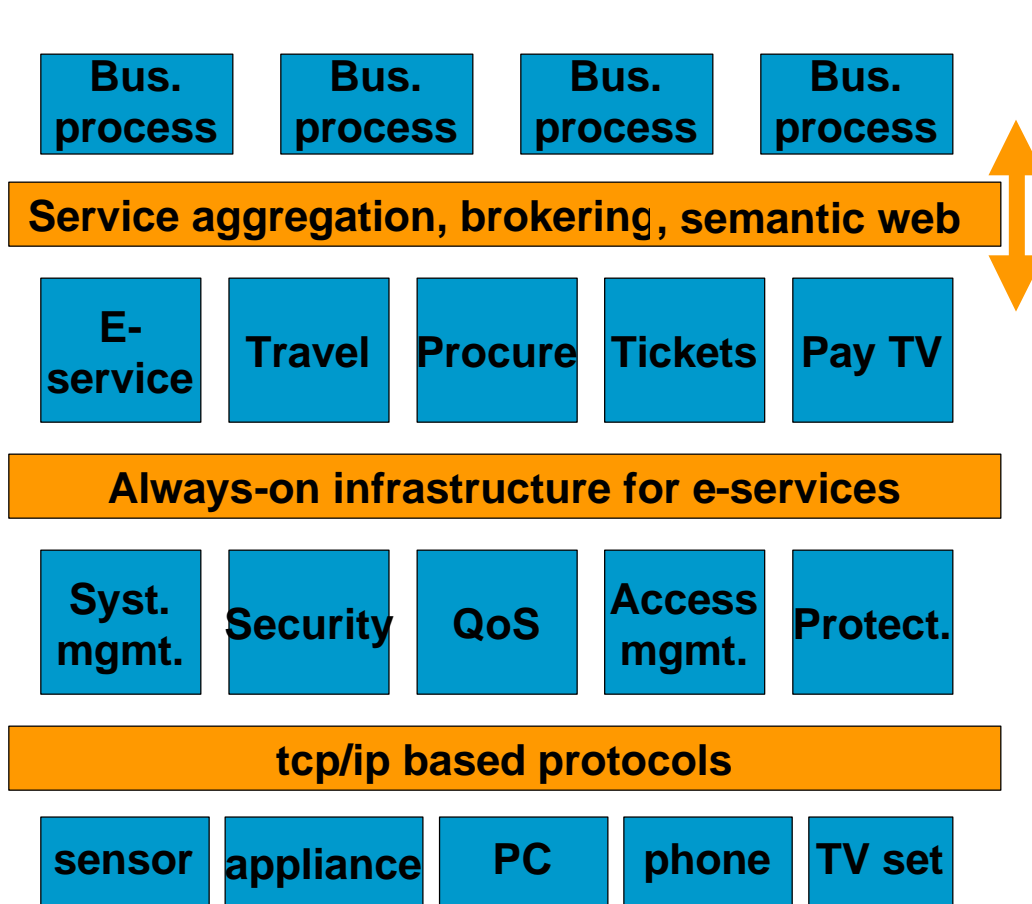 Bus. Bus. Bus. Bus.
process process process process
Service aggregation, brokering, semantic web
E-
service
Travel Procure Tickets Pay TV
Always-on infrastructure for e-services
Syst.
mgmt.
Security QoS
Access
mgmt.
Protect.
tcp/ip based protocols
sensor appliance PC phone TV set